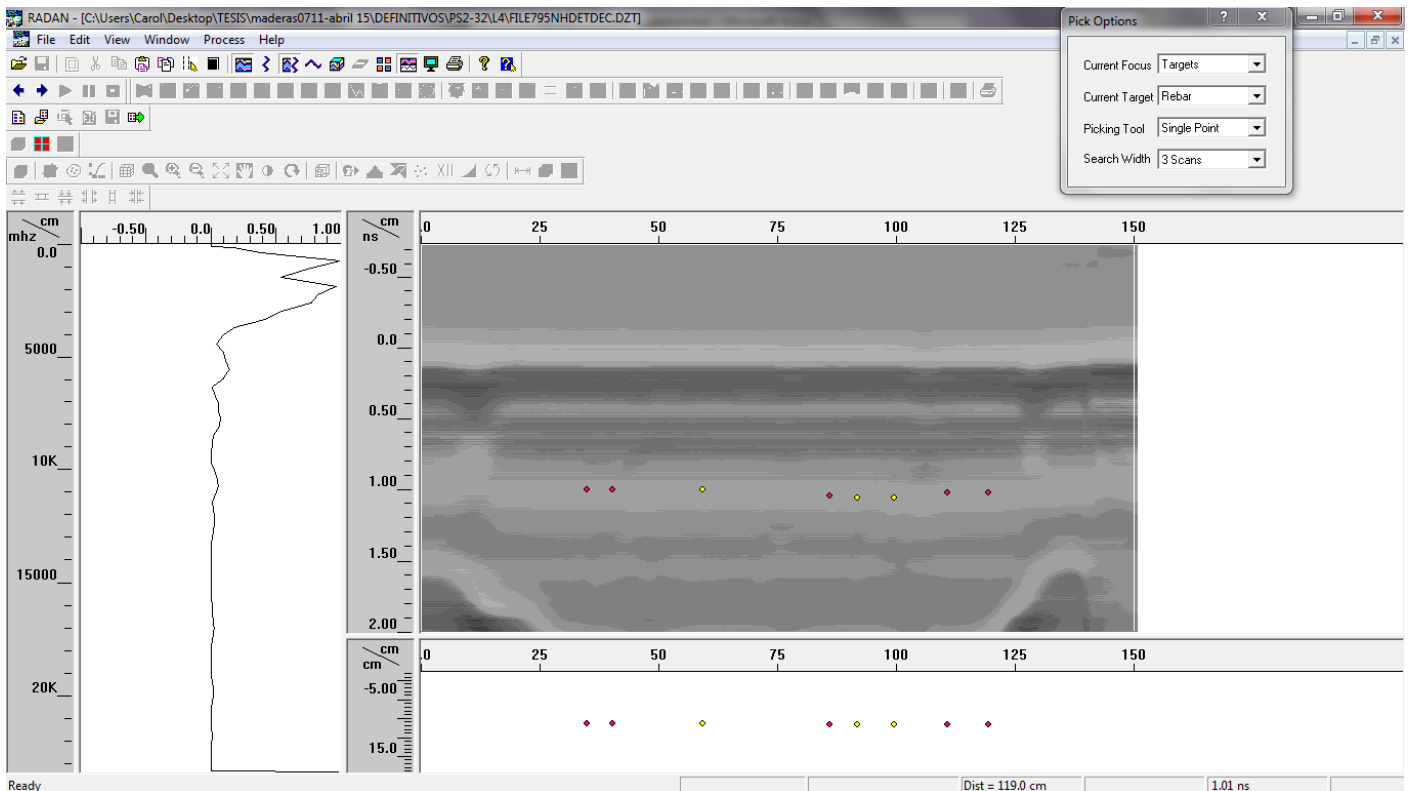 RADAN - [C:\Users\Carol\Desktop\TESIS\maderas0711-abril 15\DEFINITIVOS\PS2-32\L4\FILE795NHDETDEC.DZT]
File Edit View Window Process Help
Pick Options ? X
Current Focus Targets
Current Target Rebar
Picking Tool Single Point
Search Width 3 Scans
XII
cm
mhz
-0.50 0.0 0.50 1.00
0.0
5000
10K
15000
20K
cm
ns
.0 25 50 75 100 125 150
-0.50
0.0
0.50
1.00
1.50
2.00
cm
cm
.0 25 50 75 100 125 150
-5.00
15.0
Ready Dist = 119.0 cm 1.01 ns